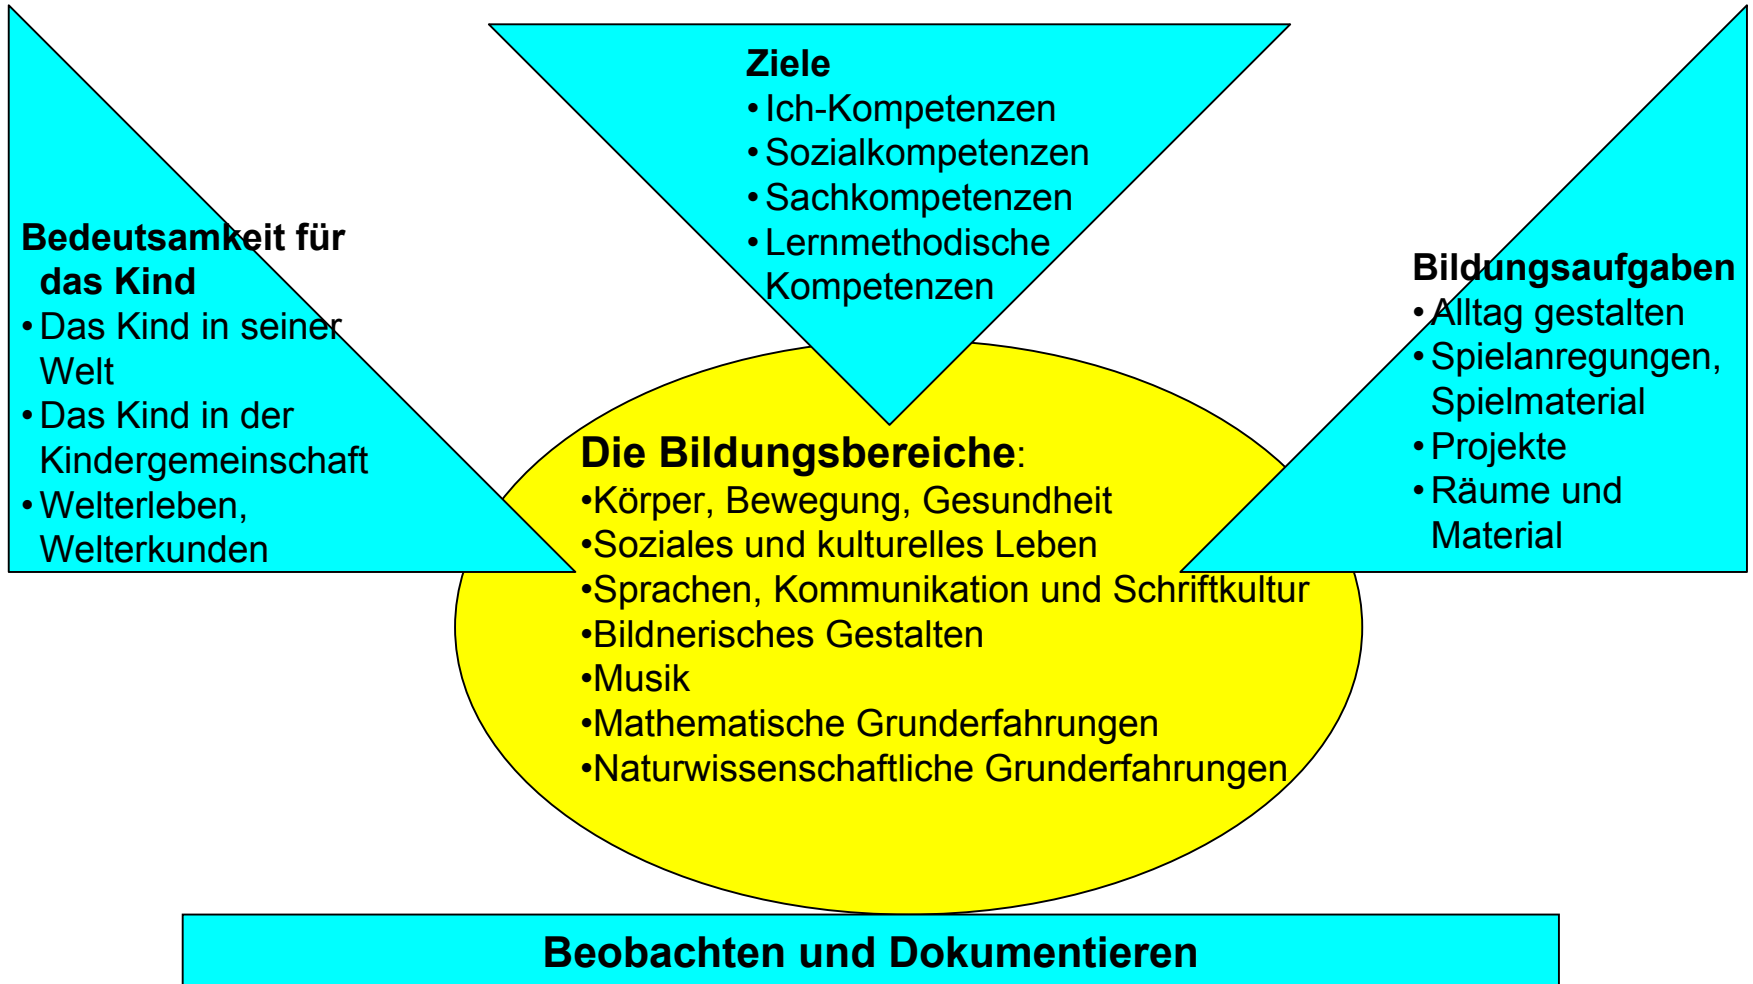 Ziele
• Ich-Kompetenzen
• Sozialkompetenzen
• Sachkompetenzen
• Lernmethodische
Kompetenzen
Bedeutsamkeit für
das Kind
• Das Kind in seiner
Welt
• Das Kind in der
Kindergemeinschaft
• Welterleben,
Welterkunden
Bildungsaufgaben
• Alltag gestalten
• Spielanregungen,
Spielmaterial
• Projekte
• Räume und
Material
Die Bildungsbereiche:
•Körper, Bewegung, Gesundheit
•Soziales und kulturelles Leben
•Sprachen, Kommunikation und Schriftkultur
•Bildnerisches Gestalten
•Musik
•Mathematische Grunderfahrungen
•Naturwissenschaftliche Grunderfahrungen
Beobachten und Dokumentieren